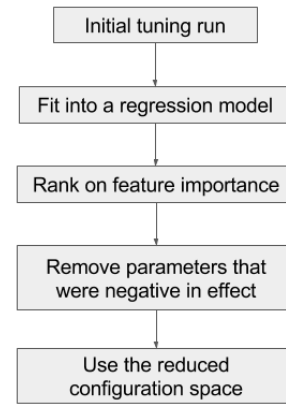 Initial tuning run
Fit into a regression model
Rank on feature importance
Remove parameters that
were negative in effect
Use the reduced
configuration space